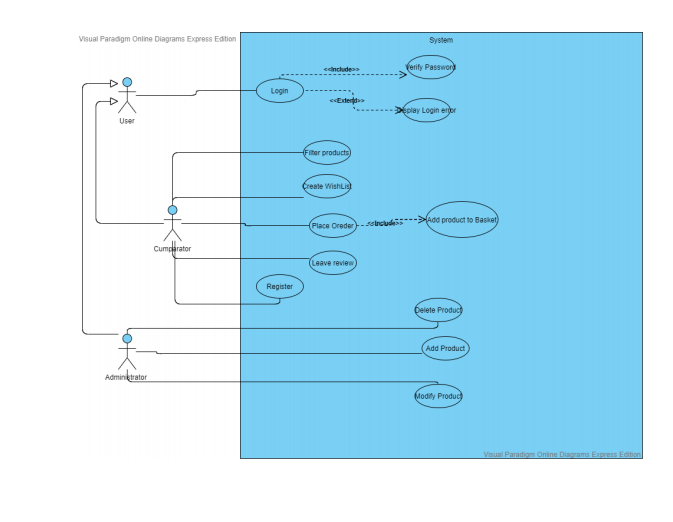 Visual Paradigm Online Diagrams Express Edition
System
<<Include>>
Verify Password
Login
<<Extend>>
Display Login error
User
Filter products
Create WishList
Place Oreder
<<Include>>
Add product to Basket
Cumparator
Leave review
Register
Delete Product
Add Product
Administrator
Modify Product
Visual Paradigm Online Diagrams Express Edition